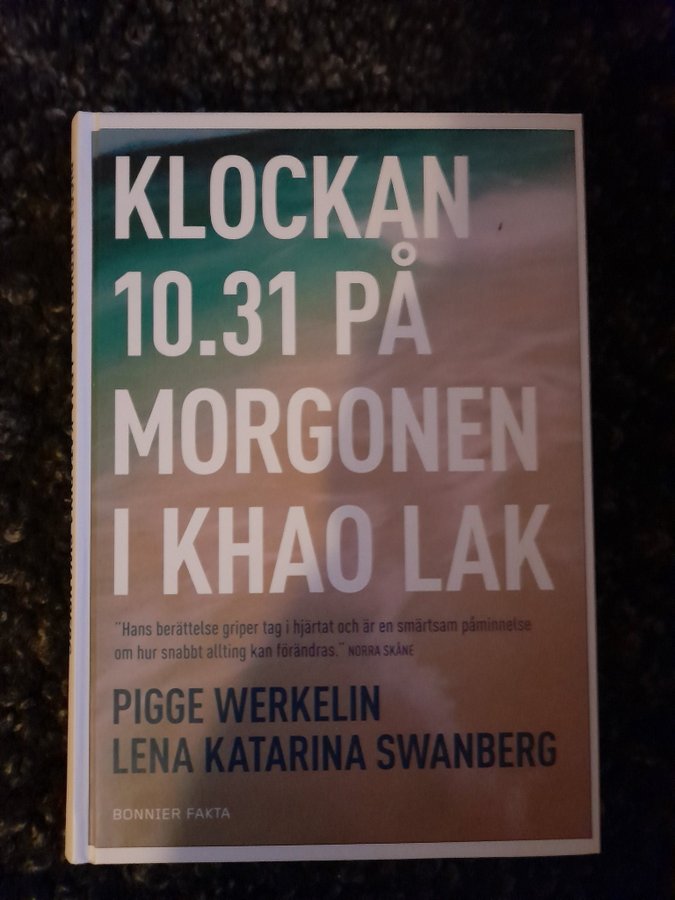 KLOCKAN
10.31 PÅ
MORGONEN
I KHAO LAK
"Hans berättelse griper tag i hjärtat och är en smärtsam påminnelse
om hur snabbt allting kan förändras." NORRA SKÅNE
PIGGE WERKELIN
LENA KATARINA SWANBERG
BONNIER FAKTA